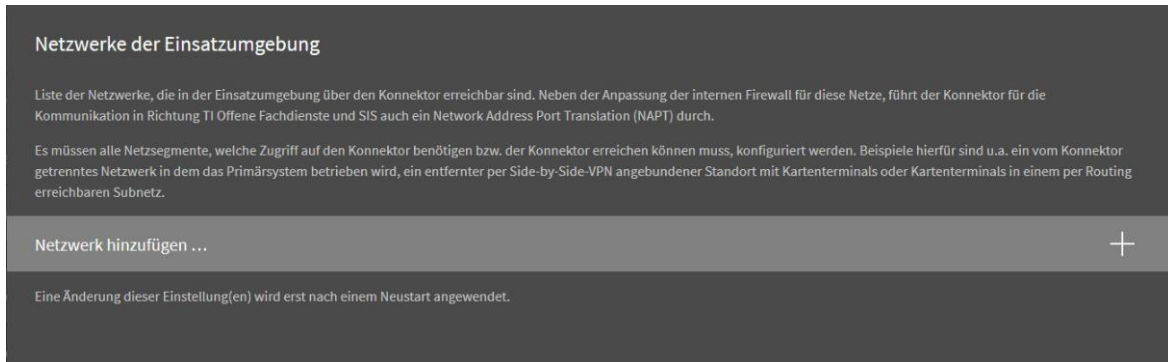 Netzwerke der Einsatzumgebung
Liste der Netzwerke, die in der Einsatzumgebung über den Konnektor erreichbar sind. Neben der Anpassung der internen Firewall für diese Netze, führt der Konnektor für die
Kommunikation in Richtung TI Offene Fachdienste und SIS auch ein Network Address Port Translation (NAPT) durch.
Es müssen alle Netzsegmente, welche Zugriff auf den Konnektor benötigen bzw. der Konnektor erreichen können muss, konfiguriert werden. Beispiele hierfür sind u.a. ein vom Konnektor
getrenntes Netzwerk in dem das Primärsystem betrieben wird, ein entfernter per Side-by-Side-VPN angebundener Standort mit Kartenterminals oder Kartenterminals in einem per Routing
erreichbaren Subnetz.
Netzwerk hinzufügen ...
Eine Änderung dieser Einstellung(en) wird erst nach einem Neustart angewendet.